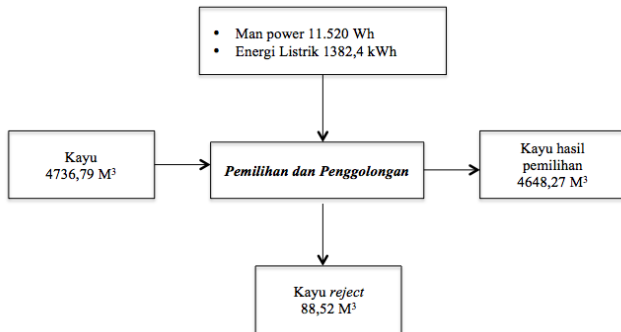 • Man power 11.520 Wh
• Energi Listrik 1382,4 kWh
Kayu
4736,79 M³
Pemilihan dan Penggolongan
Kayu hasil
pemilihan
4648,27 M³
Kayu reject
88,52 M³